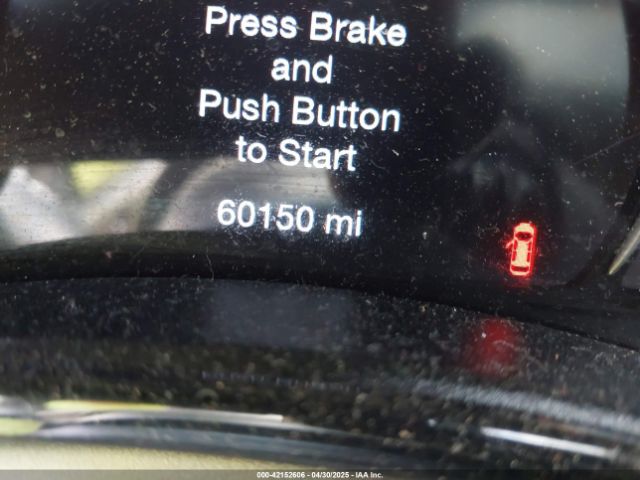 Press Brake
and
Push Button
to Start
60150 mi
000-42152606 - 04/30/2025 - IAA Inc.